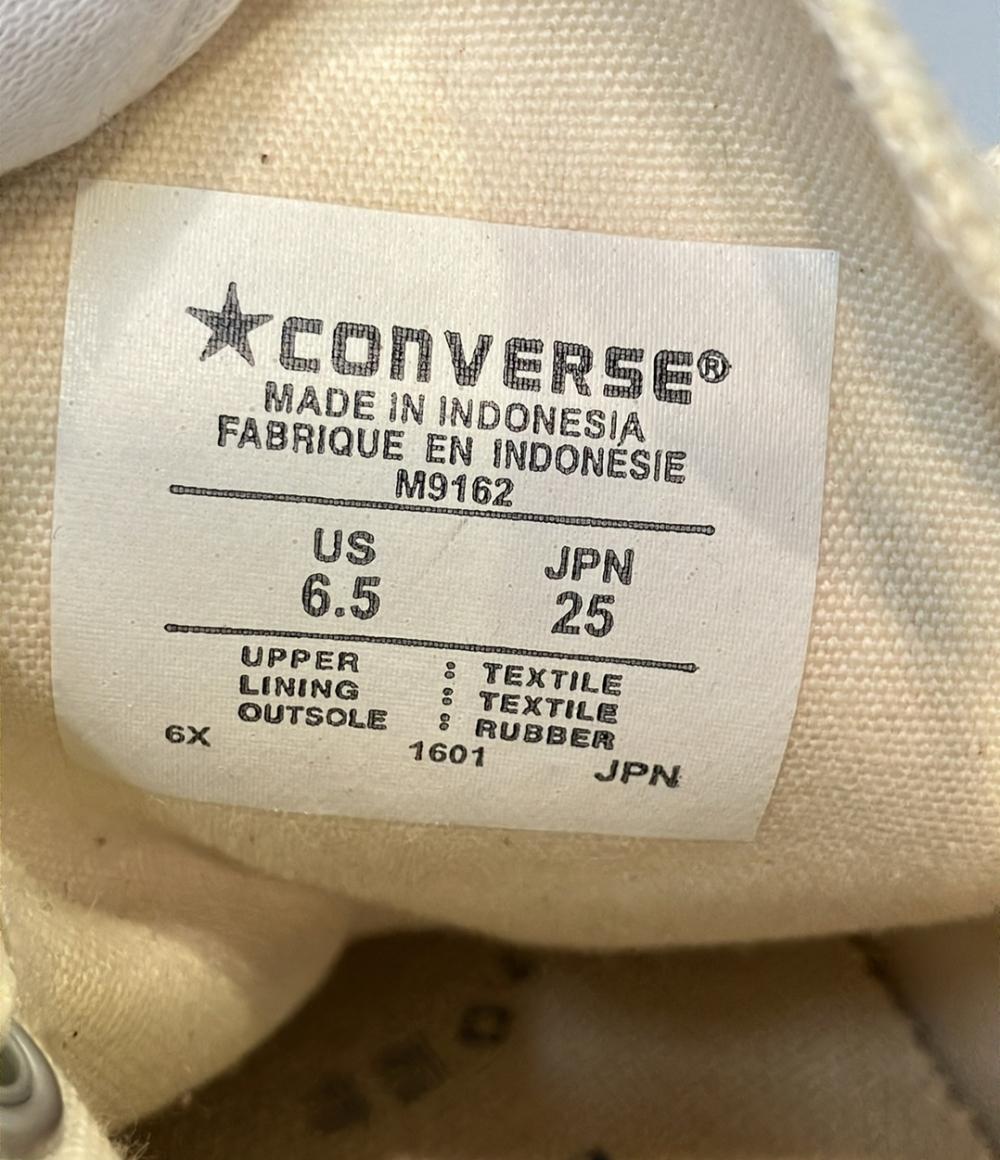 ★CONVERSE®
MADE IN INDONESIA
FABRIQUE EN INDONÉSIE
M9162
US JPN
6.5 25
UPPER : TEXTILE
LINING : TEXTILE
OUTSOLE : RUBBER
6X 1601 JPN